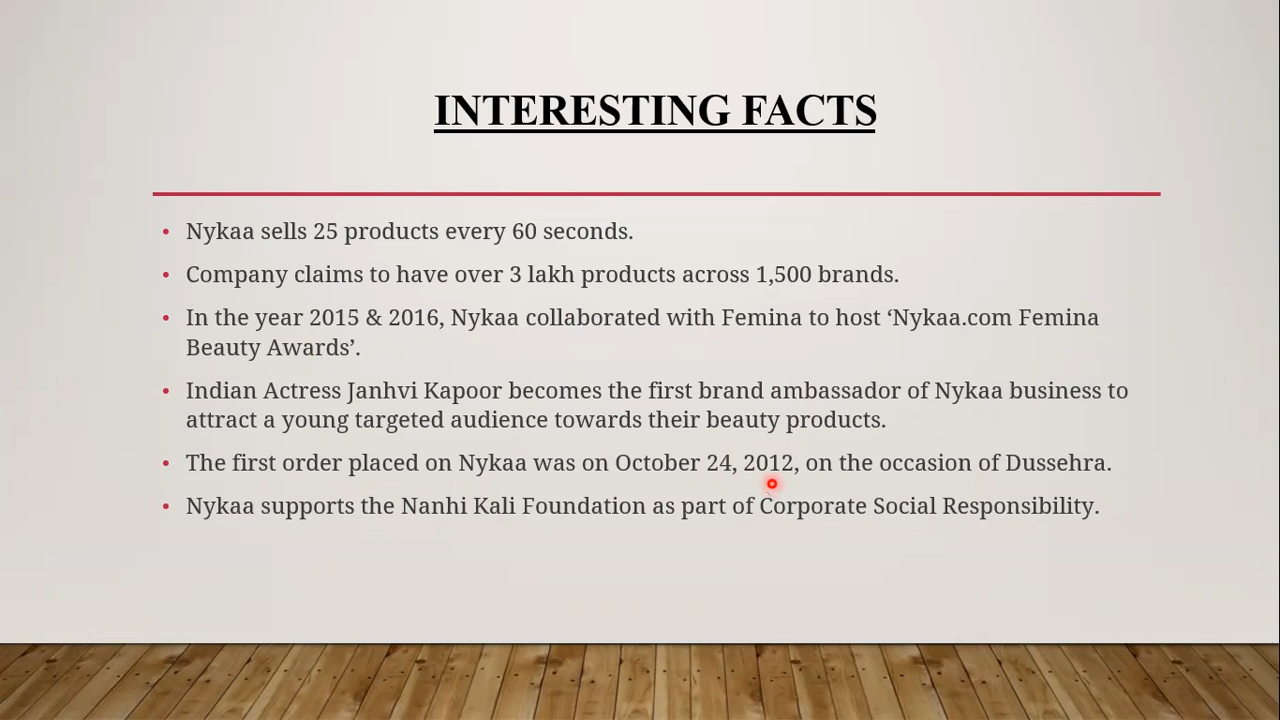 INTERESTING FACTS
• Nykaa sells 25 products every 60 seconds.
• Company claims to have over 3 lakh products across 1,500 brands.
• In the year 2015 & 2016, Nykaa collaborated with Femina to host ‘Nykaa.com Femina
Beauty Awards’.
• Indian Actress Janhvi Kapoor becomes the first brand ambassador of Nykaa business to
attract a young targeted audience towards their beauty products.
• The first order placed on Nykaa was on October 24, 2012, on the occasion of Dussehra.
• Nykaa supports the Nanhi Kali Foundation as part of Corporate Social Responsibility.